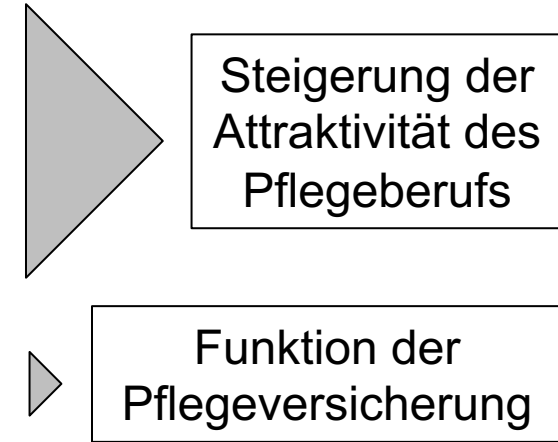 Steigerung der
Attraktivität des
Pflegeberufs
Funktion der
Pflegeversicherung